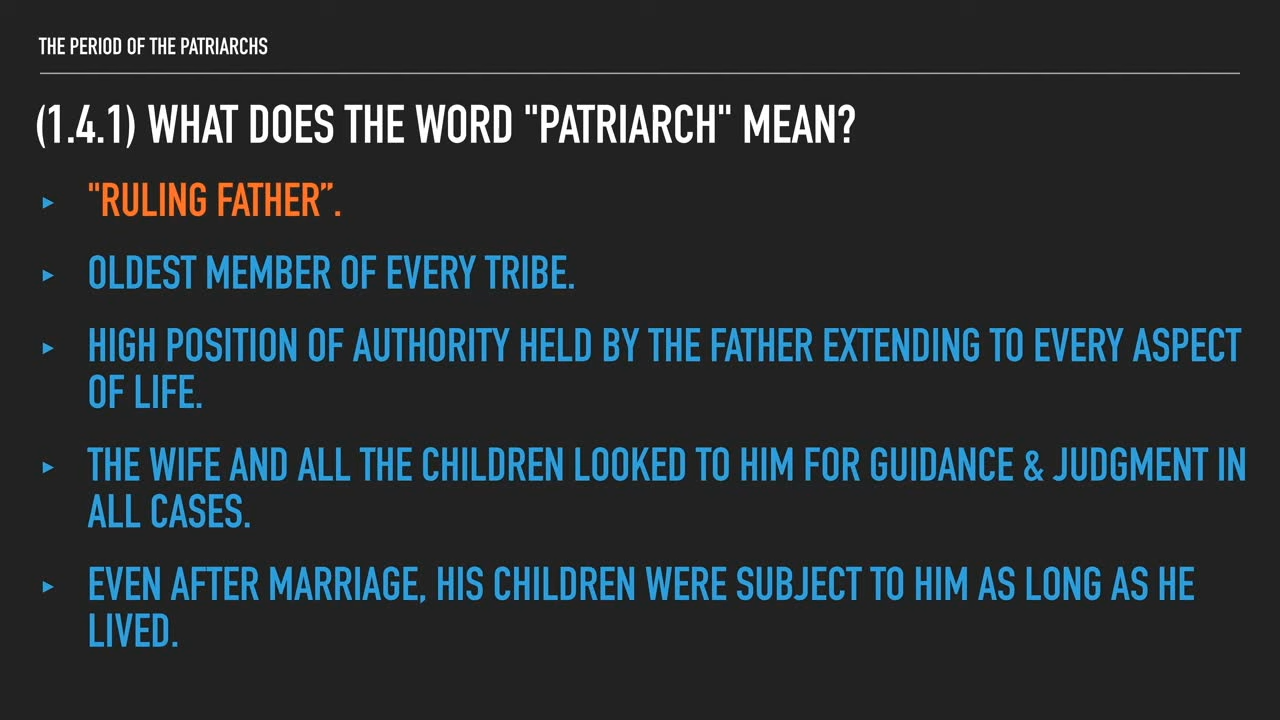 THE PERIOD OF THE PATRIARCHS
(1.4.1) WHAT DOES THE WORD "PATRIARCH" MEAN?
▸ "RULING FATHER”.
▸ OLDEST MEMBER OF EVERY TRIBE.
▸ HIGH POSITION OF AUTHORITY HELD BY THE FATHER EXTENDING TO EVERY ASPECT
OF LIFE.
▸ THE WIFE AND ALL THE CHILDREN LOOKED TO HIM FOR GUIDANCE & JUDGMENT IN
ALL CASES.
▸ EVEN AFTER MARRIAGE, HIS CHILDREN WERE SUBJECT TO HIM AS LONG AS HE
LIVED.